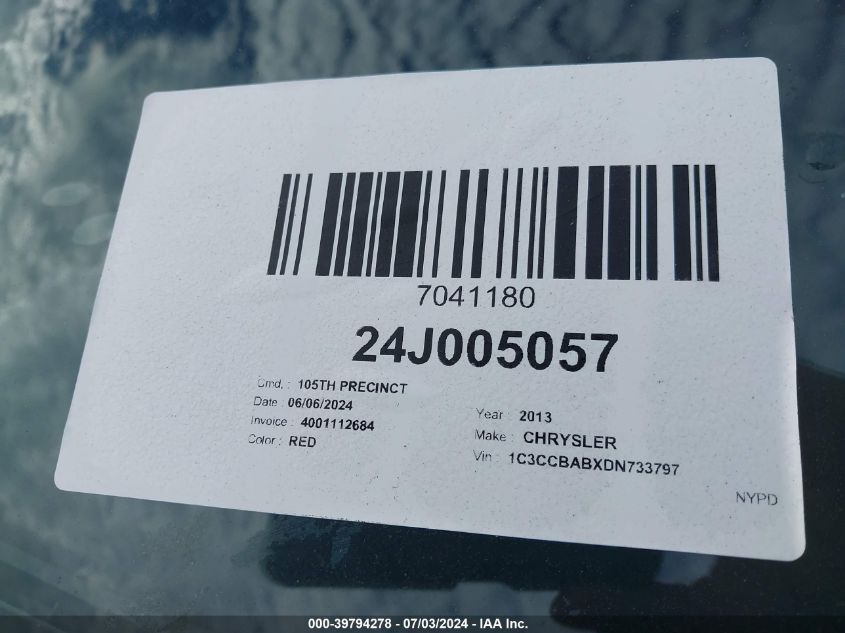 7041180
24J005057
Cmd, : 105TH PRECINCT
Date : 06/06/2024
Invoice : 4001112684
Color : RED
Year : 2013
Make : CHRYSLER
Vin : 1C3CCBABXDN733797
NYPD
000-39794278 - 07/03/2024 - IAA Inc.